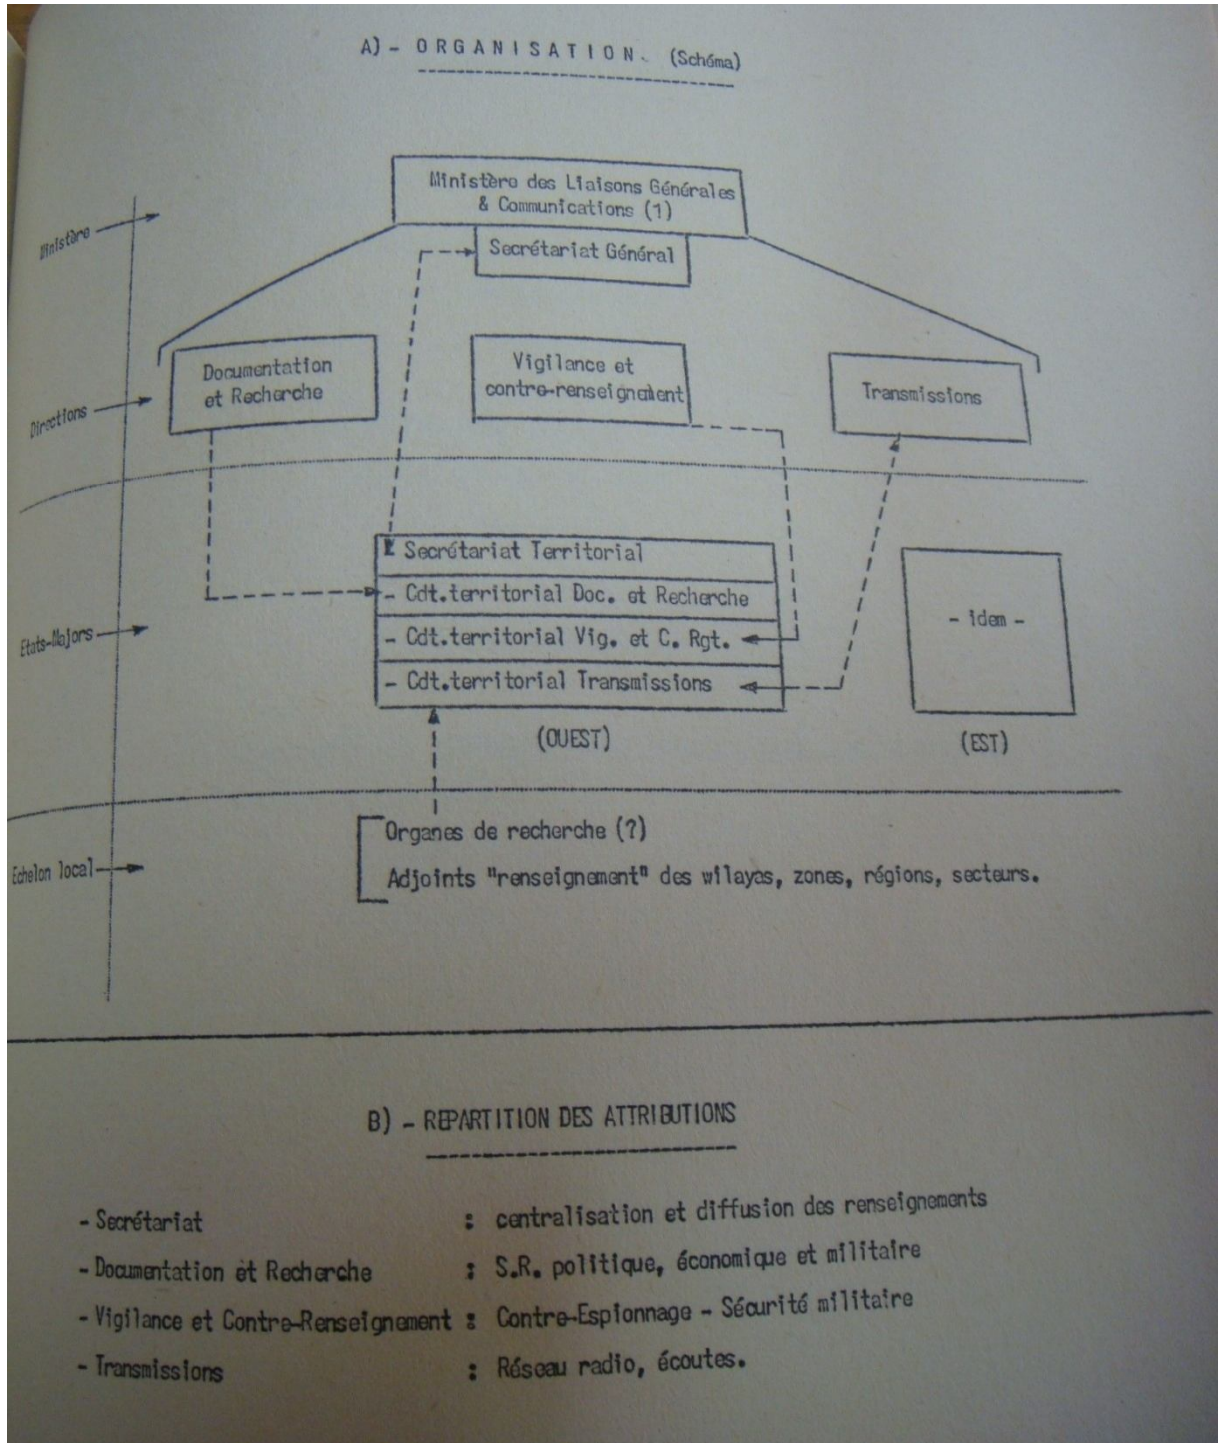 A) - ORGANISATION. (Schéma)
Ministère des Liaisons Générales
& Communications (1)
Ministère
Secrétariat Général
Documentation
et Recherche
Vigilance et
contre-renseignement
Transmissions
Directions
Secrétariat Territorial
- Cdt.territorial Doc. et Recherche
- Cdt.territorial Vig. et C. Rgt.
- Cdt.territorial Transmissions
- idem -
Etats-Majors
(OUEST)
(EST)
Organes de recherche (?)
Adjoints "renseignement" des wilayas, zones, régions, secteurs.
Echelon local
B) - REPARTITION DES ATTRIBUTIONS
- Secrétariat : centralisation et diffusion des renseignements
- Documentation et Recherche : S.R. politique, économique et militaire
- Vigilance et Contre-Renseignement : Contre-Espionnage - Sécurité militaire
- Transmissions : Réseau radio, écoutes.